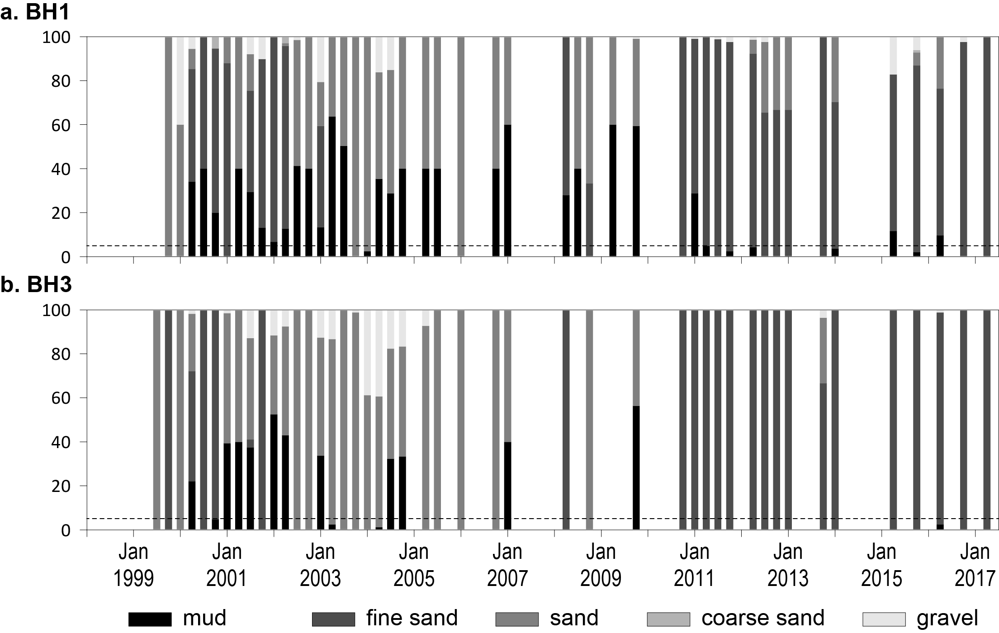 a. BH1
100
80
60
40
20
0
b. BH3
100
80
60
40
20
0
Jan Jan Jan Jan Jan Jan Jan Jan Jan Jan
1999 2001 2003 2005 2007 2009 2011 2013 2015 2017
mud fine sand sand coarse sand gravel